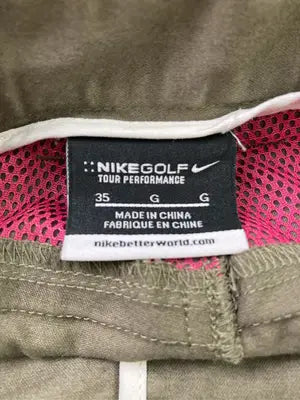 NIKEGOLF
TOUR PERFORMANCE
35 G G
MADE IN CHINA
FABRIQUE EN CHINE
nikebetterworld.com